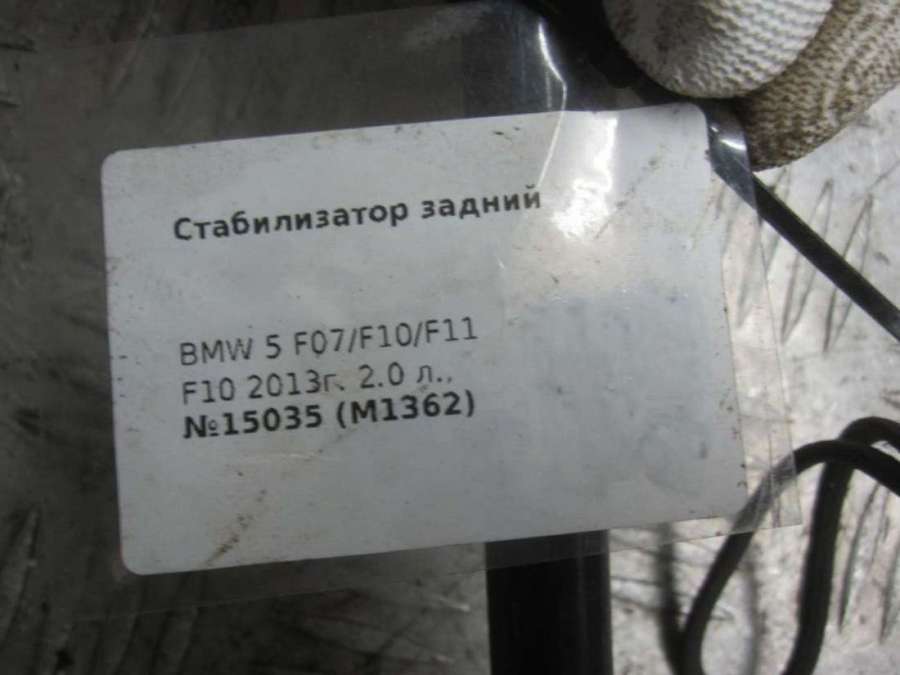 Стабилизатор задний
BMW 5 F07/F10/F11
F10 2013г. 2.0 л.,
№15035 (M1362)